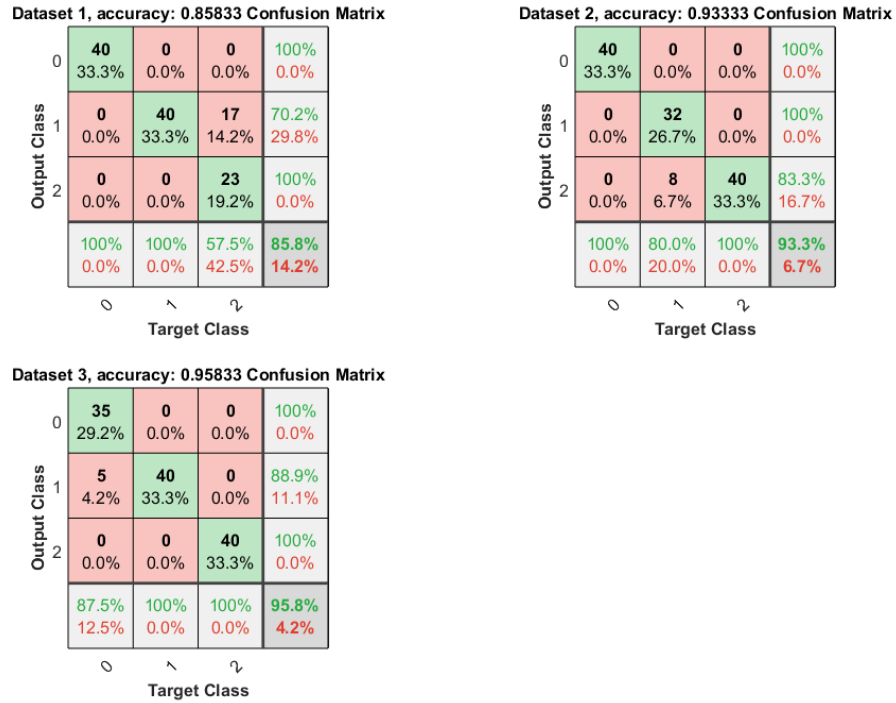 Dataset 1, accuracy: 0.85833 Confusion Matrix
40 0 0 100%
0
33.3% 0.0% 0.0% 0.0%
0 40 17 70.2%
1
0.0% 33.3% 14.2% 29.8%
0 0 23 100%
2
0.0% 0.0% 19.2% 0.0%
100% 100% 57.5% 85.8%
0.0% 0.0% 42.5% 14.2%
0 1 2
Output Class
Target Class
Dataset 2, accuracy: 0.93333 Confusion Matrix
40 0 0 100%
0
33.3% 0.0% 0.0% 0.0%
0 32 0 100%
1
0.0% 26.7% 0.0% 0.0%
0 8 40 83.3%
2
0.0% 6.7% 33.3% 16.7%
100% 80.0% 100% 93.3%
0.0% 20.0% 0.0% 6.7%
0 1 2
Output Class
Target Class
Dataset 3, accuracy: 0.95833 Confusion Matrix
35 0 0 100%
0
29.2% 0.0% 0.0% 0.0%
5 40 0 88.9%
1
4.2% 33.3% 0.0% 11.1%
0 0 40 100%
2
0.0% 0.0% 33.3% 0.0%
87.5% 100% 100% 95.8%
12.5% 0.0% 0.0% 4.2%
0 1 2
Output Class
Target Class